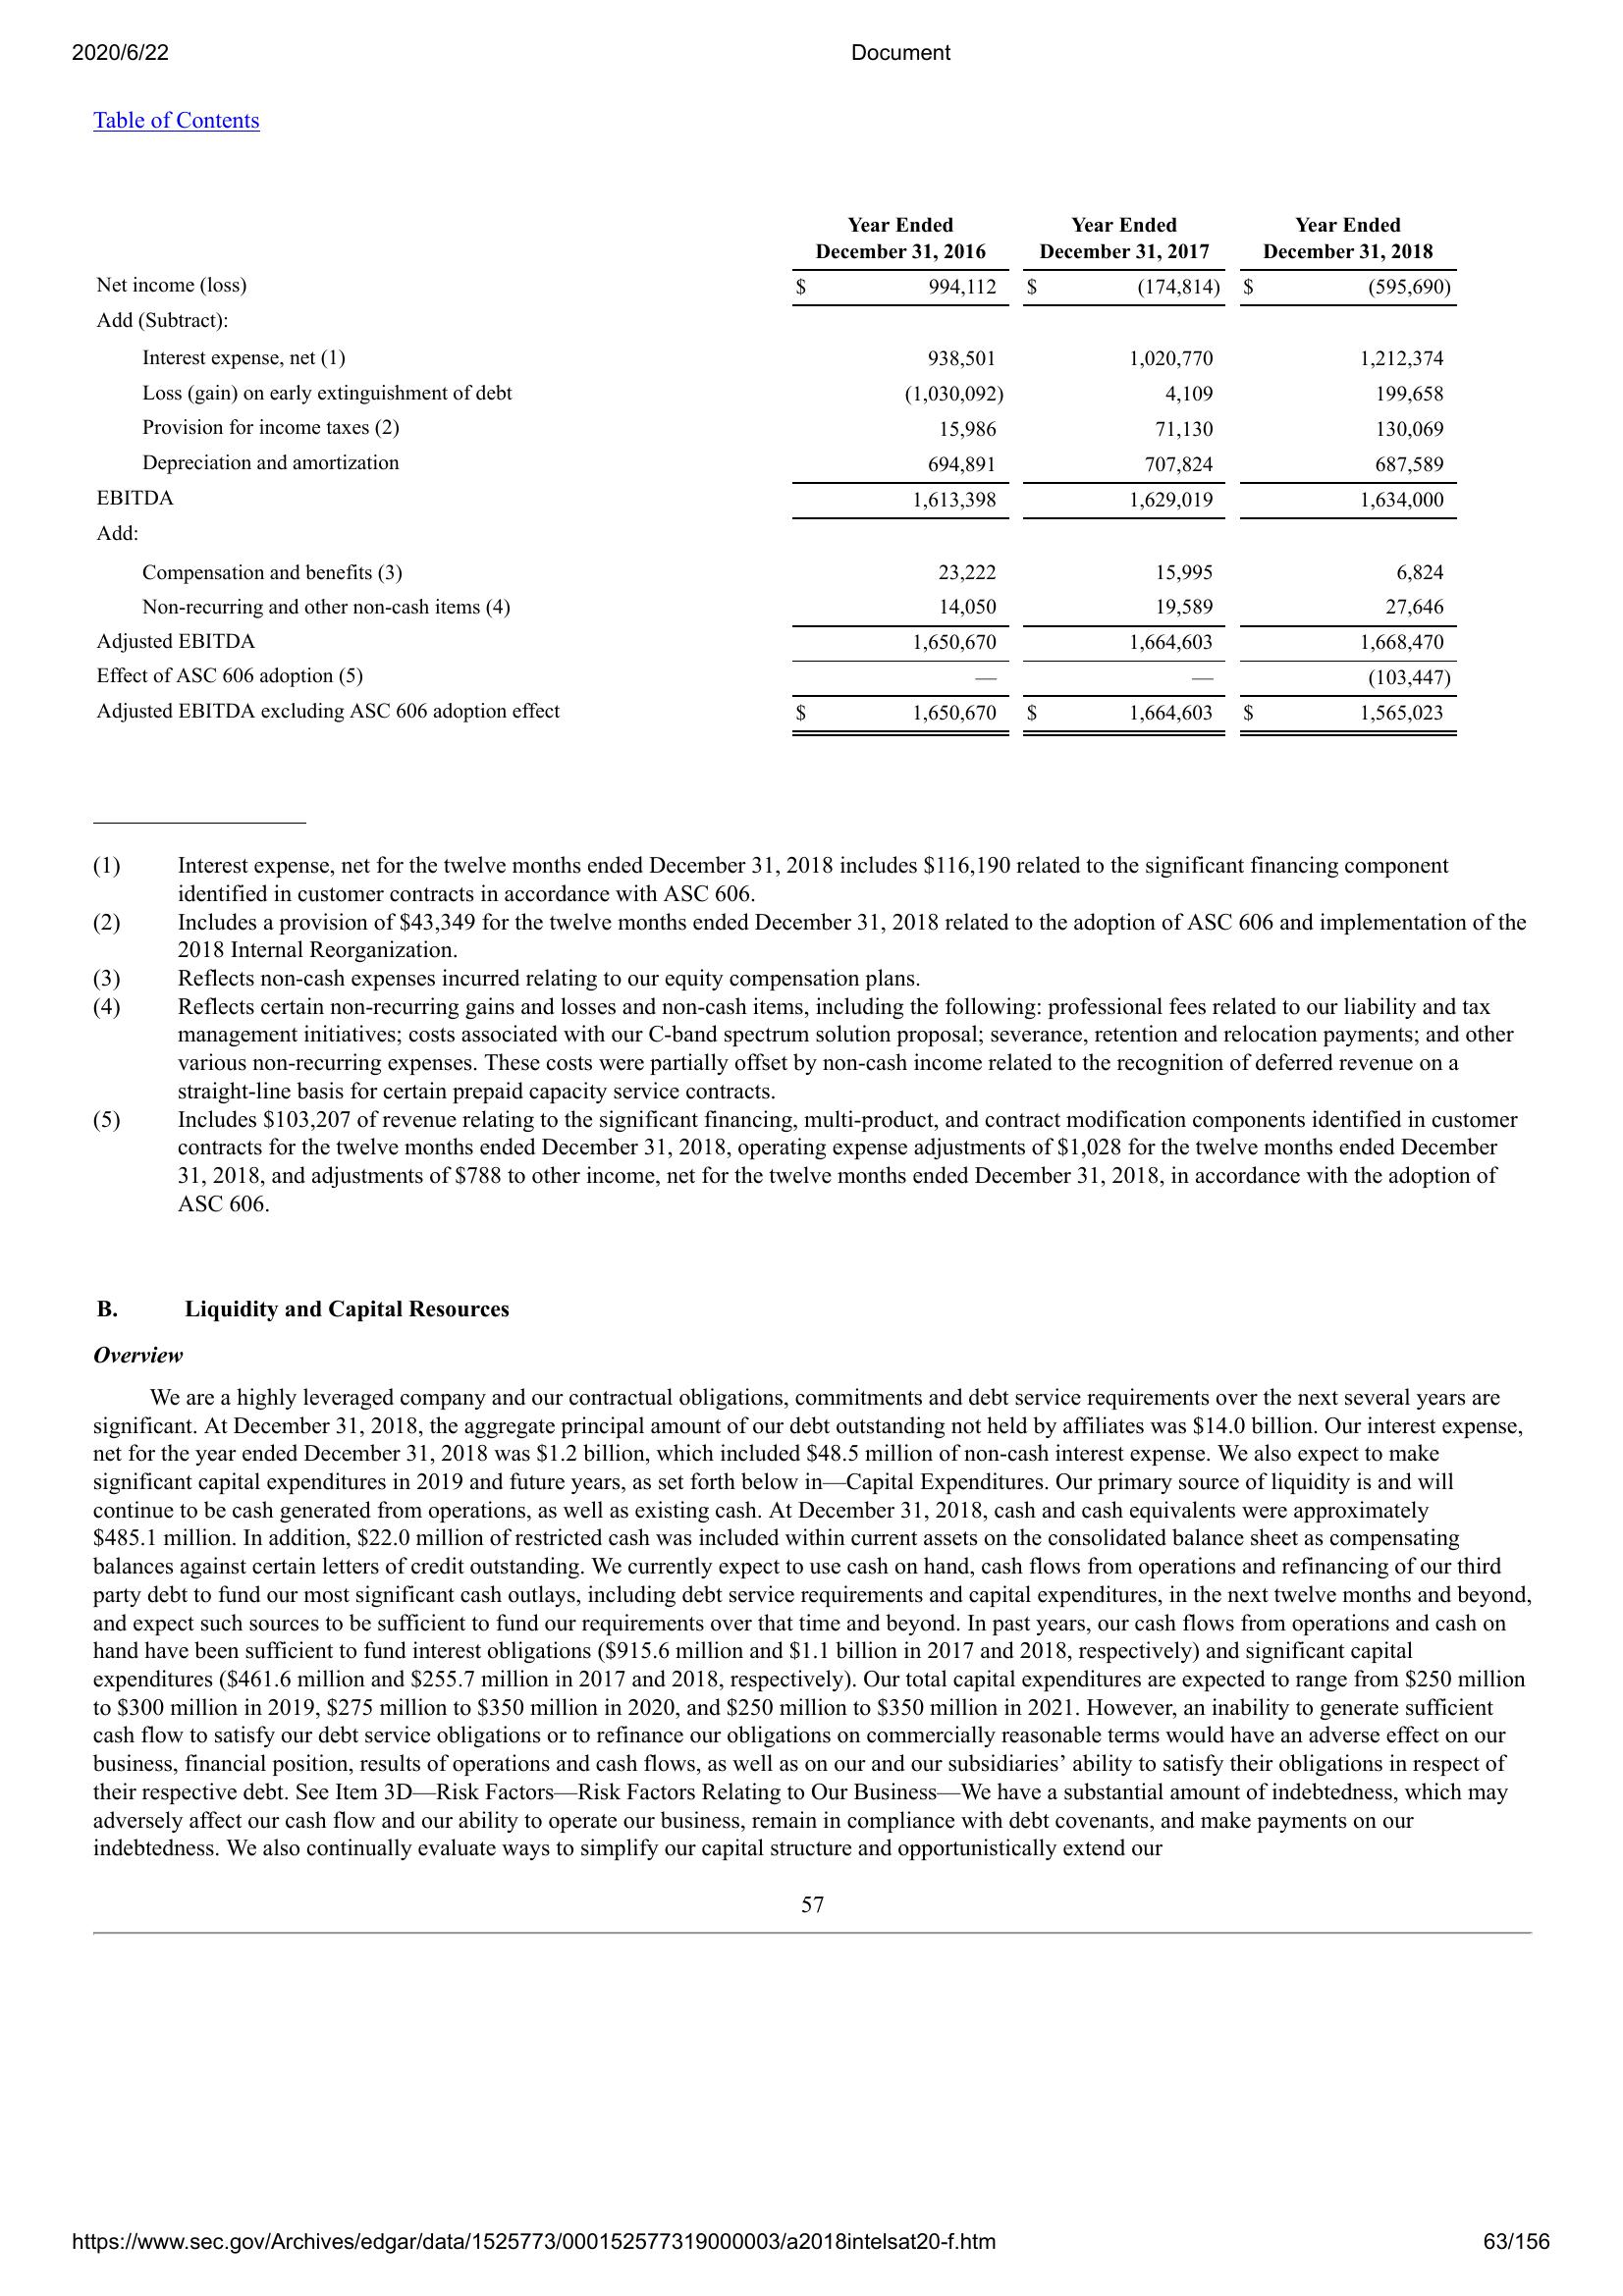 2020/6/22 Document
Table of Contents
Year Ended Year Ended Year Ended
December 31, 2016 December 31, 2017 December 31, 2018
Net income (loss) $ 994,112 $ (174,814) $ (595,690)
Add (Subtract):
Interest expense, net (1) 938,501 1,020,770 1,212,374
Loss (gain) on early extinguishment of debt (1,030,092) 4,109 199,658
Provision for income taxes (2) 15,986 71,130 130,069
Depreciation and amortization 694,891 707,824 687,589
EBITDA 1,613,398 1,629,019 1,634,000
Add:
Compensation and benefits (3) 23,222 15,995 6,824
Non-recurring and other non-cash items (4) 14,050 19,589 27,646
Adjusted EBITDA 1,650,670 1,664,603 1,668,470
Effect of ASC 606 adoption (5) — — (103,447)
Adjusted EBITDA excluding ASC 606 adoption effect $ 1,650,670 $ 1,664,603 $ 1,565,023
(1) Interest expense, net for the twelve months ended December 31, 2018 includes $116,190 related to the significant financing component
identified in customer contracts in accordance with ASC 606.
(2) Includes a provision of $43,349 for the twelve months ended December 31, 2018 related to the adoption of ASC 606 and implementation of the
2018 Internal Reorganization.
(3) Reflects non-cash expenses incurred relating to our equity compensation plans.
(4) Reflects certain non-recurring gains and losses and non-cash items, including the following: professional fees related to our liability and tax
management initiatives; costs associated with our C-band spectrum solution proposal; severance, retention and relocation payments; and other
various non-recurring expenses. These costs were partially offset by non-cash income related to the recognition of deferred revenue on a
straight-line basis for certain prepaid capacity service contracts.
(5) Includes $103,207 of revenue relating to the significant financing, multi-product, and contract modification components identified in customer
contracts for the twelve months ended December 31, 2018, operating expense adjustments of $1,028 for the twelve months ended December
31, 2018, and adjustments of $788 to other income, net for the twelve months ended December 31, 2018, in accordance with the adoption of
ASC 606.
B. Liquidity and Capital Resources
Overview
We are a highly leveraged company and our contractual obligations, commitments and debt service requirements over the next several years are
significant. At December 31, 2018, the aggregate principal amount of our debt outstanding not held by affiliates was $14.0 billion. Our interest expense,
net for the year ended December 31, 2018 was $1.2 billion, which included $48.5 million of non-cash interest expense. We also expect to make
significant capital expenditures in 2019 and future years, as set forth below in—Capital Expenditures. Our primary source of liquidity is and will
continue to be cash generated from operations, as well as existing cash. At December 31, 2018, cash and cash equivalents were approximately
$485.1 million. In addition, $22.0 million of restricted cash was included within current assets on the consolidated balance sheet as compensating
balances against certain letters of credit outstanding. We currently expect to use cash on hand, cash flows from operations and refinancing of our third
party debt to fund our most significant cash outlays, including debt service requirements and capital expenditures, in the next twelve months and beyond,
and expect such sources to be sufficient to fund our requirements over that time and beyond. In past years, our cash flows from operations and cash on
hand have been sufficient to fund interest obligations ($915.6 million and $1.1 billion in 2017 and 2018, respectively) and significant capital
expenditures ($461.6 million and $255.7 million in 2017 and 2018, respectively). Our total capital expenditures are expected to range from $250 million
to $300 million in 2019, $275 million to $350 million in 2020, and $250 million to $350 million in 2021. However, an inability to generate sufficient
cash flow to satisfy our debt service obligations or to refinance our obligations on commercially reasonable terms would have an adverse effect on our
business, financial position, results of operations and cash flows, as well as on our and our subsidiaries’ ability to satisfy their obligations in respect of
their respective debt. See Item 3D—Risk Factors—Risk Factors Relating to Our Business—We have a substantial amount of indebtedness, which may
adversely affect our cash flow and our ability to operate our business, remain in compliance with debt covenants, and make payments on our
indebtedness. We also continually evaluate ways to simplify our capital structure and opportunistically extend our
57
https://www.sec.gov/Archives/edgar/data/1525773/000152577319000003/a2018intelsat20-f.htm 63/156